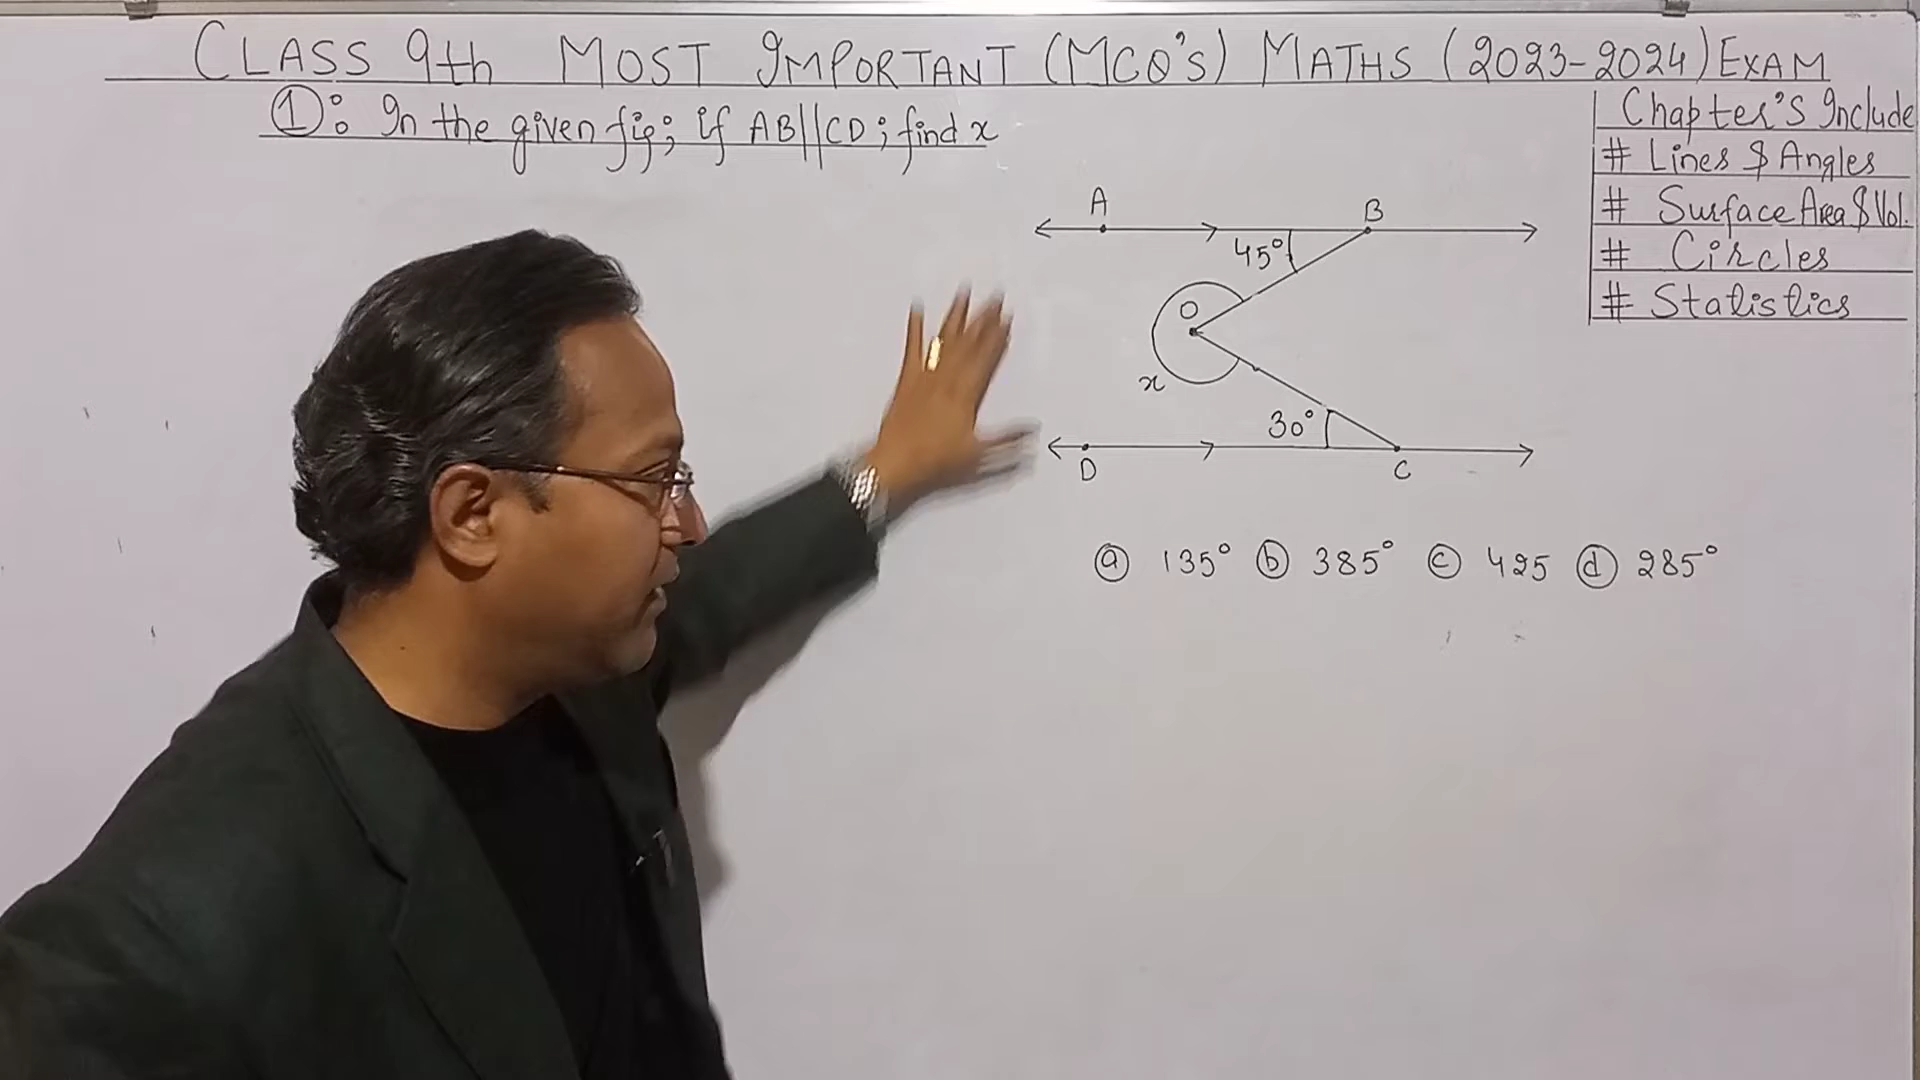 CLASS 9th MOST IMPORTANT (MCQ'S) MATHS (2023-2024) EXAM
①: In the given fig; if AB||CD; find x
Chapter's Include
# Lines & Angles
# Surface Area & Vol.
# Circles
# Statistics
A
B
45°
O
x
30°
D
C
ⓐ 135° ⓑ 385° ⓒ 425 ⓓ 285°